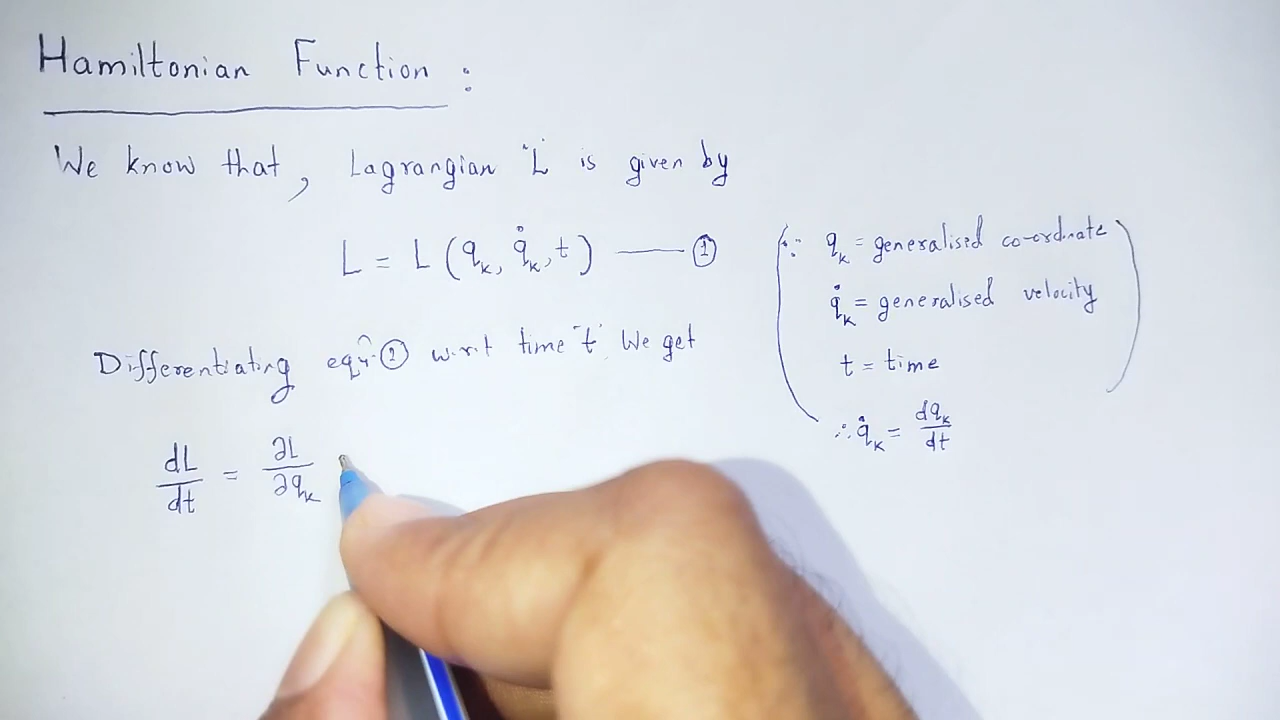 Hamiltonian Function :
We know that, Lagrangian "L" is given by
L = L (qₖ, q̇ₖ, t) —— ①
(∵ qₖ = generalised co-ordinate
q̇ₖ = generalised velocity
t = time
∴ q̇ₖ = dqₖ/dt)
Differentiating eqn. ① w.r.t time "t" We get
dL/dt = ∂L/∂qₖ